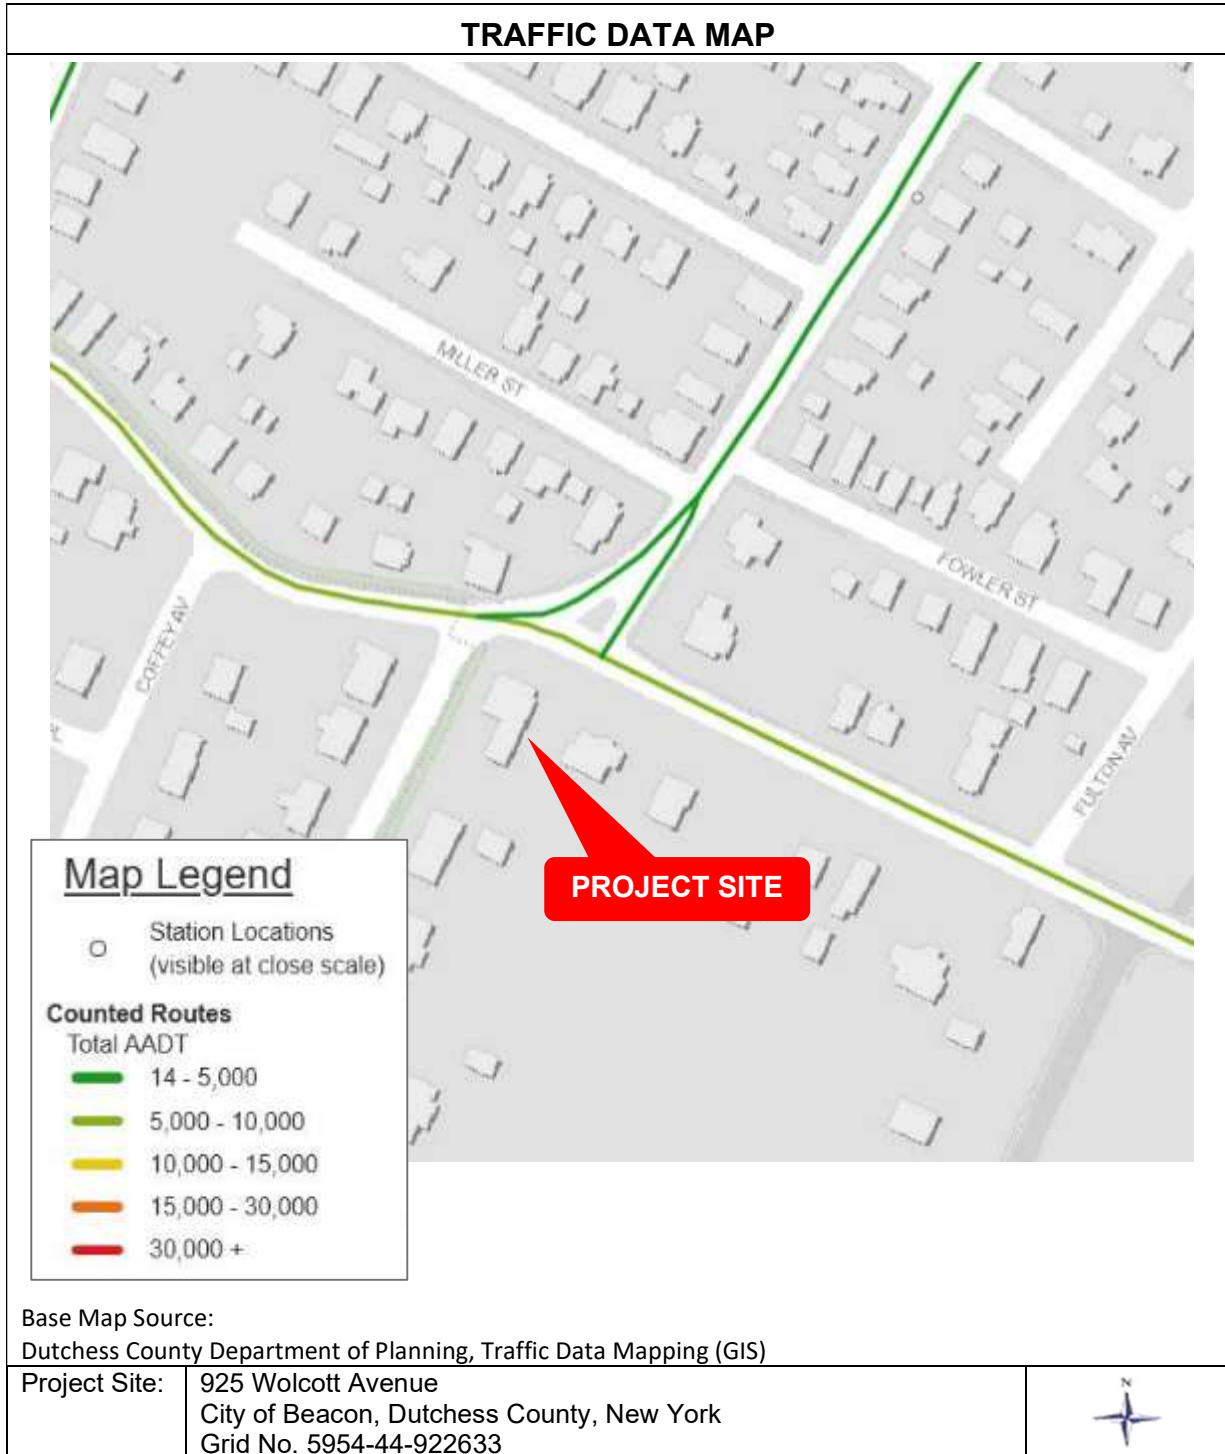 TRAFFIC DATA MAP
MILLER ST
FOWLER ST
COFFEY AV
FULTON AV
PROJECT SITE
Map Legend
Station Locations
(visible at close scale)
Counted Routes
Total AADT
14 - 5,000
5,000 - 10,000
10,000 - 15,000
15,000 - 30,000
30,000 +
Base Map Source:
Dutchess County Department of Planning, Traffic Data Mapping (GIS)
Project Site: 925 Wolcott Avenue
City of Beacon, Dutchess County, New York
Grid No. 5954-44-922633
N